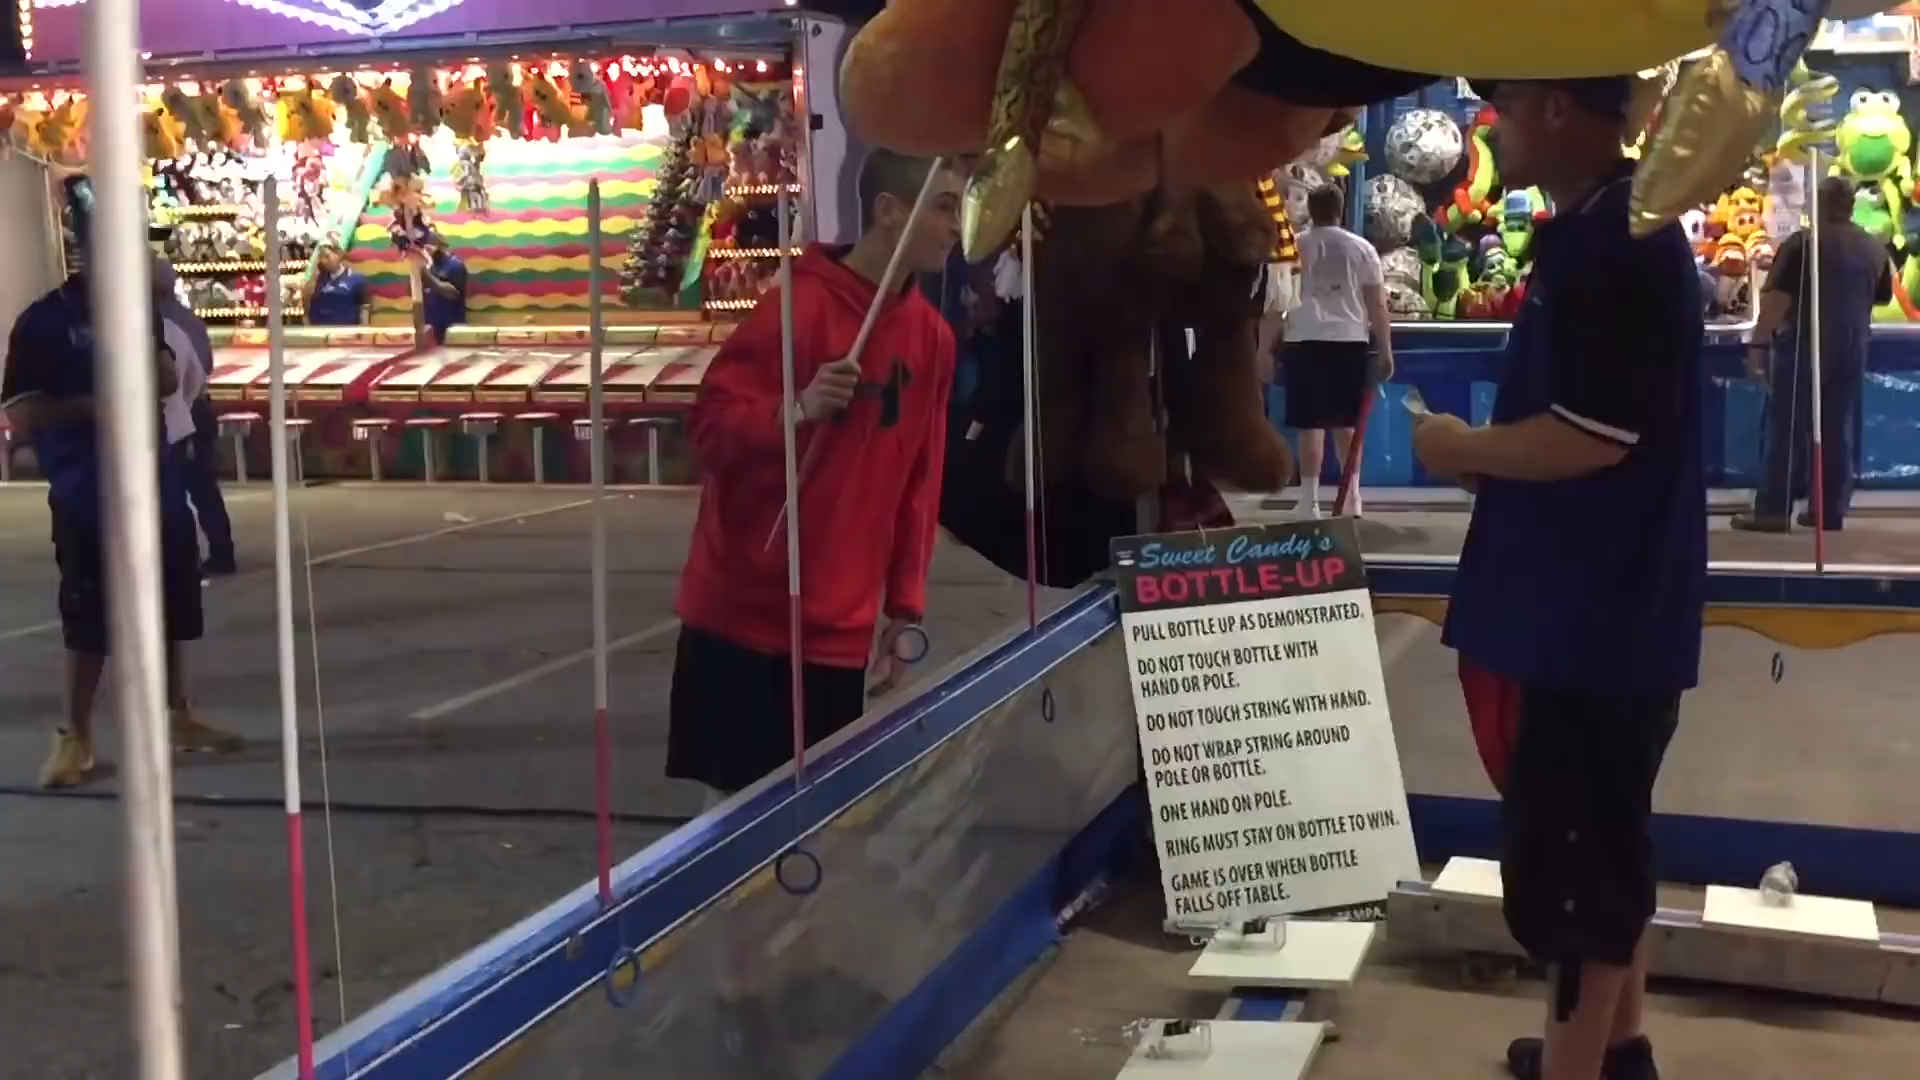 Sweet Candy's
BOTTLE-UP
PULL BOTTLE UP AS DEMONSTRATED.
DO NOT TOUCH BOTTLE WITH
HAND OR POLE.
DO NOT TOUCH STRING WITH HAND.
DO NOT WRAP STRING AROUND
POLE OR BOTTLE.
ONE HAND ON POLE.
RING MUST STAY ON BOTTLE TO WIN.
GAME IS OVER WHEN BOTTLE
FALLS OFF TABLE.
TAMPA